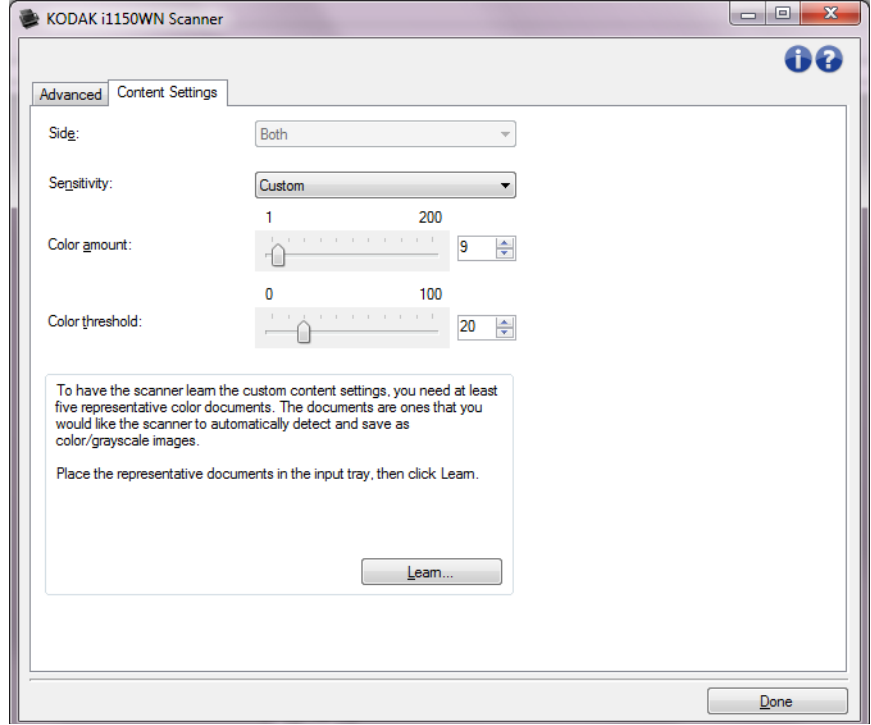 KODAK i1150WN Scanner
Advanced
Content Settings
Side:
Both
Sensitivity:
Custom
1 200
Color amount:
9
0 100
Color threshold:
20
To have the scanner learn the custom content settings, you need at least
five representative color documents. The documents are ones that you
would like the scanner to automatically detect and save as
color/grayscale images.
Place the representative documents in the input tray, then click Learn.
Learn...
Done